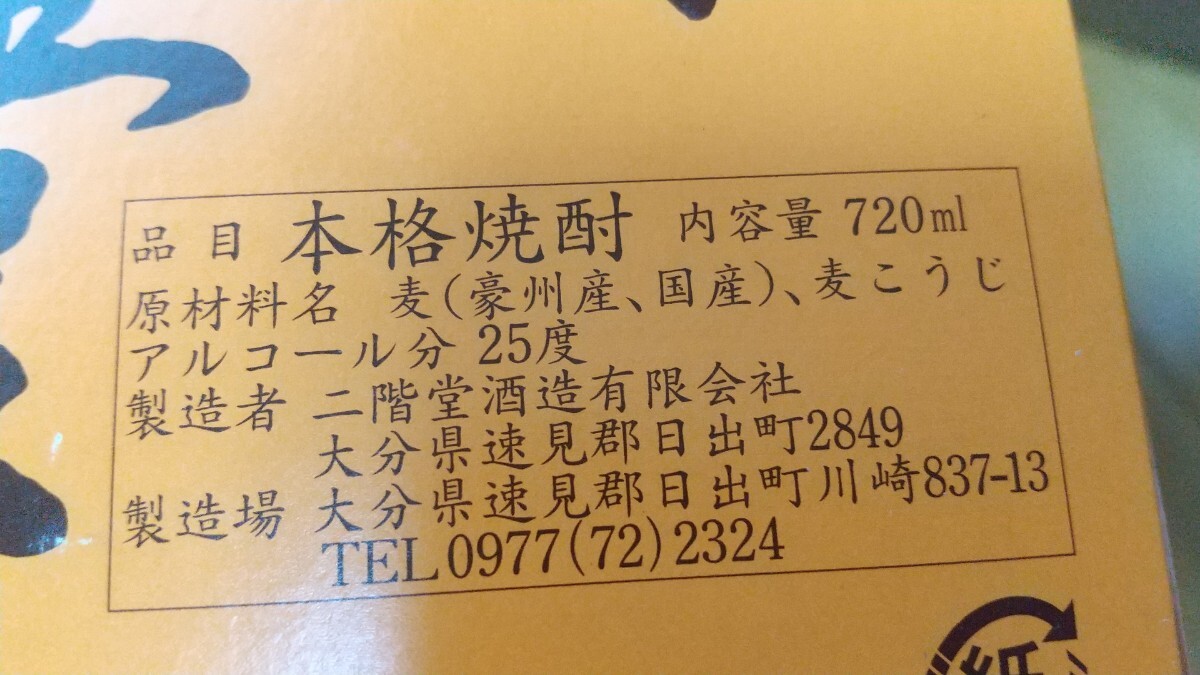 品目 本格焼酎 内容量 720ml
原材料名 麦(豪州産、国産)、麦こうじ
アルコール分 25度
製造者 二階堂酒造有限会社
大分県速見郡日出町2849
製造場 大分県速見郡日出町川崎837-13
TEL0977(72)2324
紙